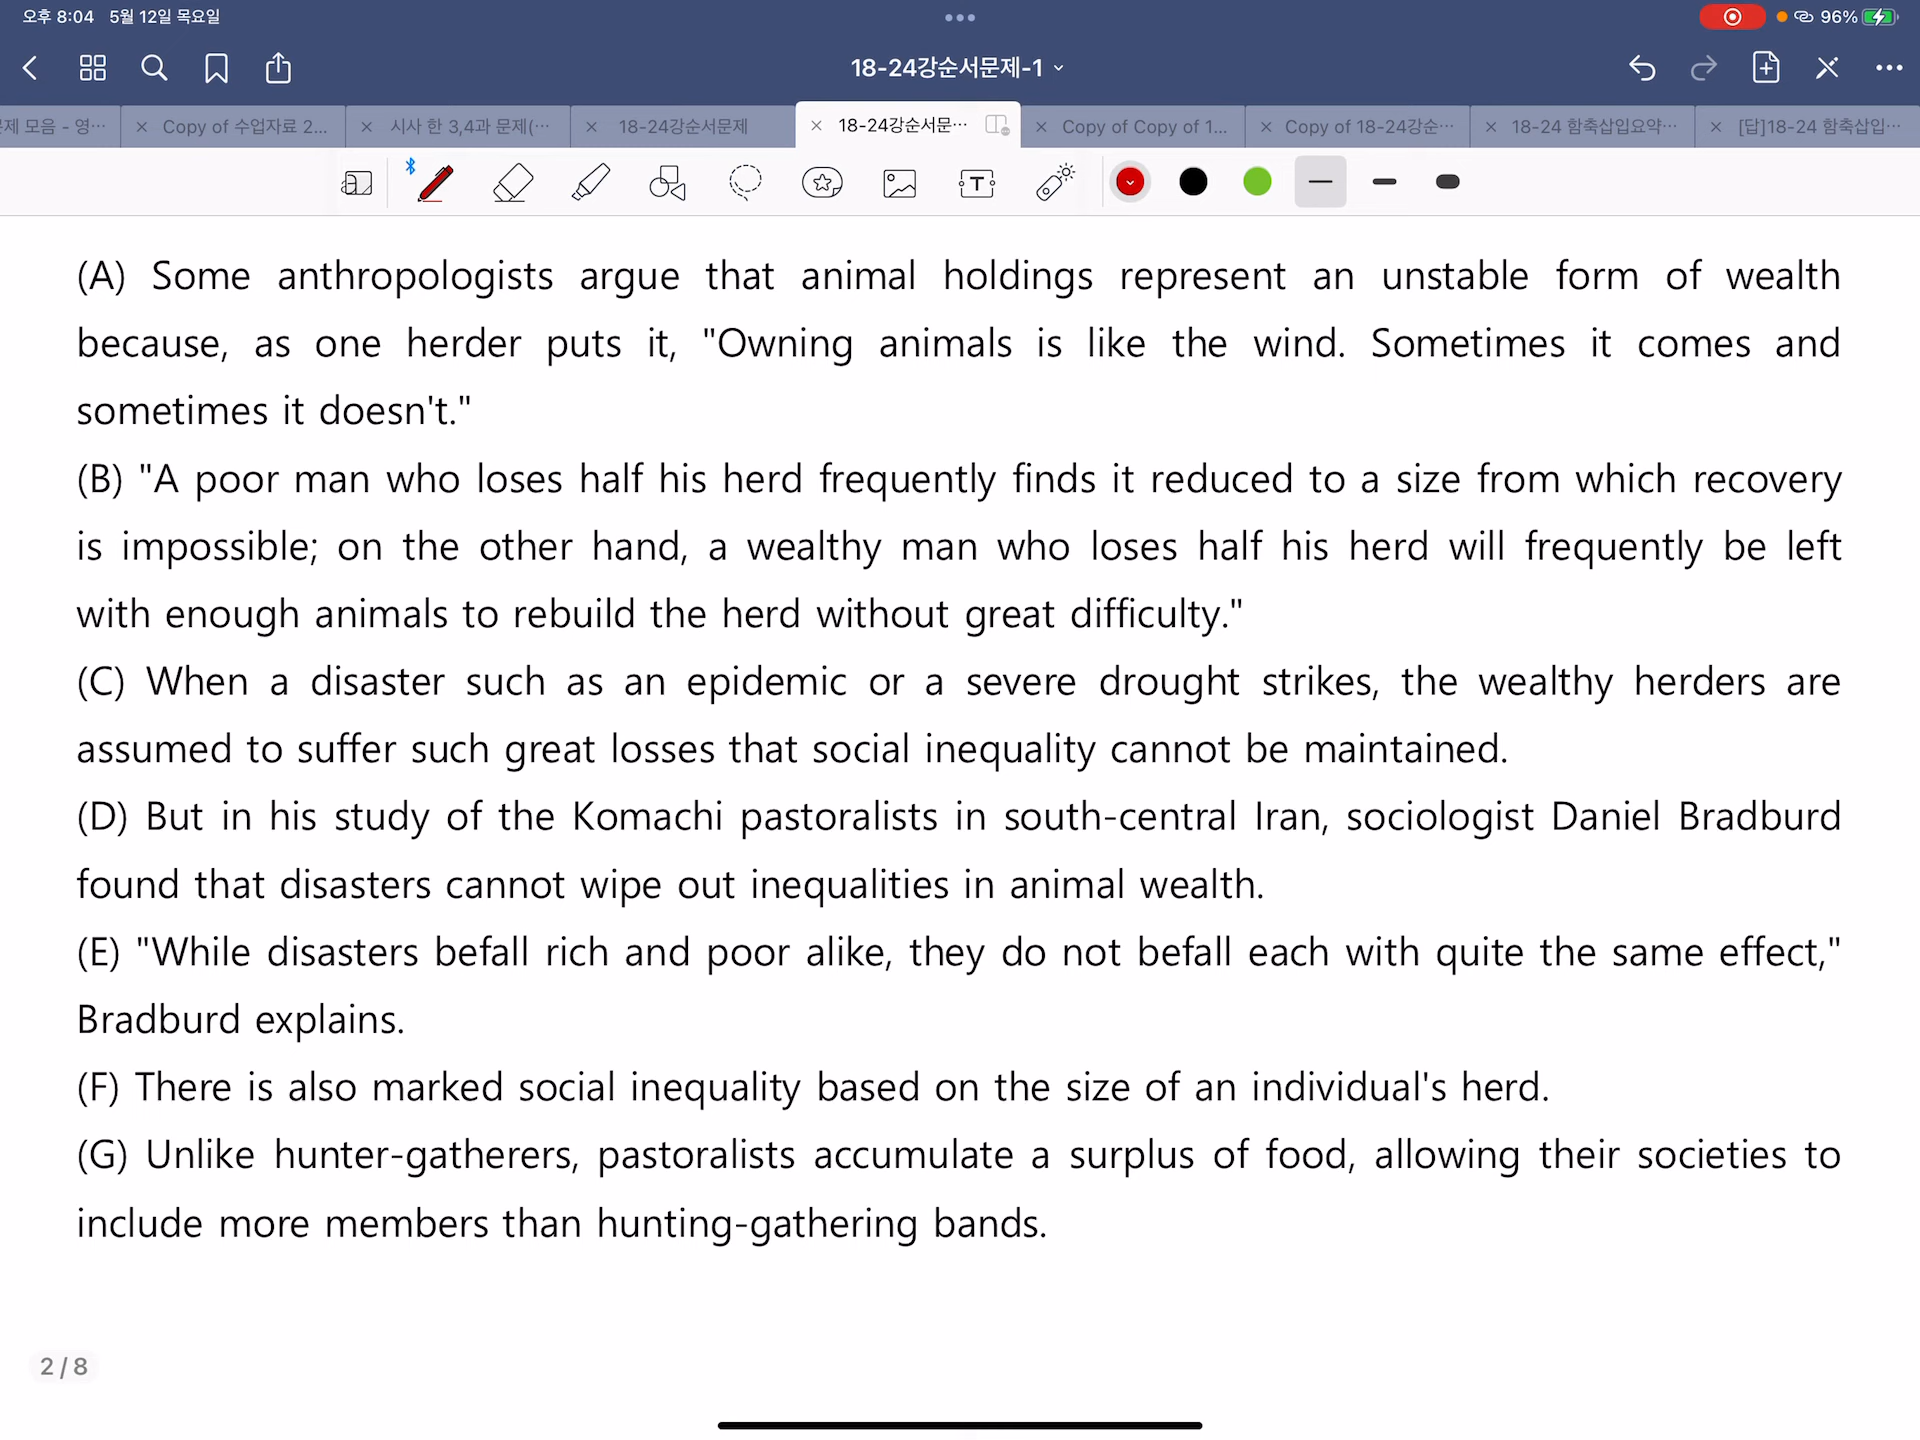 오후 8:04 5월 12일 목요일
96%
18-24강순서문제-1
제 모음 - 영…
Copy of 수업자료 2...
시사 한 3,4과 문제(…
18-24강순서문제
18-24강순서문…
Copy of Copy of 1...
Copy of 18-24강순…
18-24 함축삽입요약…
[답]18-24 함축삽입…
(A) Some anthropologists argue that animal holdings represent an unstable form of wealth
because, as one herder puts it, "Owning animals is like the wind. Sometimes it comes and
sometimes it doesn't."
(B) "A poor man who loses half his herd frequently finds it reduced to a size from which recovery
is impossible; on the other hand, a wealthy man who loses half his herd will frequently be left
with enough animals to rebuild the herd without great difficulty."
(C) When a disaster such as an epidemic or a severe drought strikes, the wealthy herders are
assumed to suffer such great losses that social inequality cannot be maintained.
(D) But in his study of the Komachi pastoralists in south-central Iran, sociologist Daniel Bradburd
found that disasters cannot wipe out inequalities in animal wealth.
(E) "While disasters befall rich and poor alike, they do not befall each with quite the same effect,"
Bradburd explains.
(F) There is also marked social inequality based on the size of an individual's herd.
(G) Unlike hunter-gatherers, pastoralists accumulate a surplus of food, allowing their societies to
include more members than hunting-gathering bands.
2 / 8